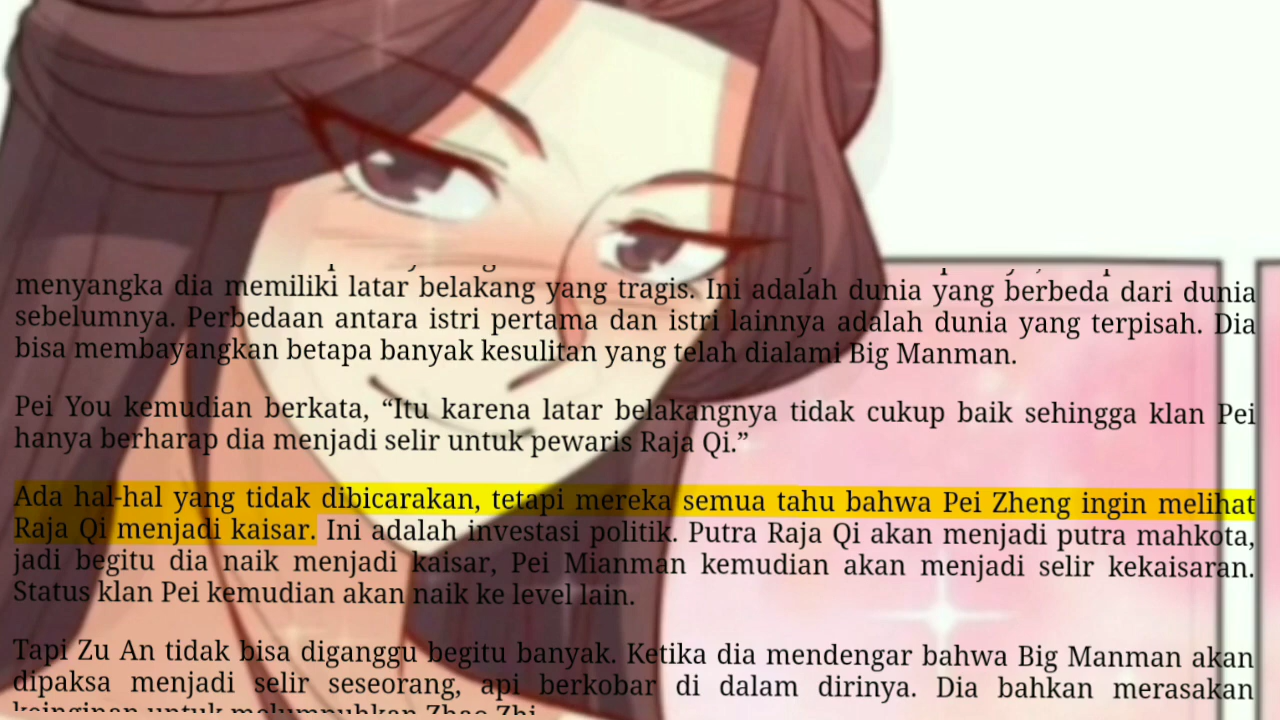 menyangka dia memiliki latar belakang yang tragis. Ini adalah dunia yang berbeda dari dunia
sebelumnya. Perbedaan antara istri pertama dan istri lainnya adalah dunia yang terpisah. Dia
bisa membayangkan betapa banyak kesulitan yang telah dialami Big Manman.
Pei You kemudian berkata, “Itu karena latar belakangnya tidak cukup baik sehingga klan Pei
hanya berharap dia menjadi selir untuk pewaris Raja Qi.”
Ada hal-hal yang tidak dibicarakan, tetapi mereka semua tahu bahwa Pei Zheng ingin melihat
Raja Qi menjadi kaisar. Ini adalah investasi politik. Putra Raja Qi akan menjadi putra mahkota,
jadi begitu dia naik menjadi kaisar, Pei Mianman kemudian akan menjadi selir kekaisaran.
Status klan Pei kemudian akan naik ke level lain.
Tapi Zu An tidak bisa diganggu begitu banyak. Ketika dia mendengar bahwa Big Manman akan
dipaksa menjadi selir seseorang, api berkobar di dalam dirinya. Dia bahkan merasakan
keinginan untuk melumpuhkan Zhao Zhi.